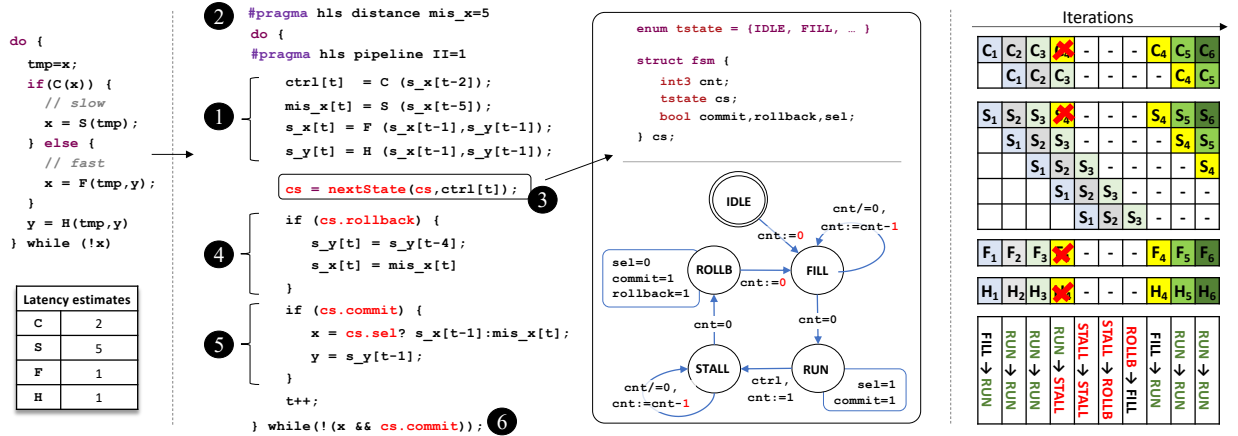 do {
tmp=x;
if(C(x)) {
// slow
x = S(tmp);
} else {
// fast
x = F(tmp,y);
}
y = H(tmp,y)
} while (!x)
Latency estimates
C 2
S 5
F 1
H 1
2
#pragma hls distance mis_x=5
do {
#pragma hls pipeline II=1
1
ctrl[t] = C (s_x[t-2]);
mis_x[t] = S (s_x[t-5]);
s_x[t] = F (s_x[t-1],s_y[t-1]);
s_y[t] = H (s_x[t-1],s_y[t-1]);
cs = nextState(cs,ctrl[t]);
3
4
if (cs.rollback) {
s_y[t] = s_y[t-4];
s_x[t] = mis_x[t]
}
5
if (cs.commit) {
x = cs.sel? s_x[t-1]:mis_x[t];
y = s_y[t-1];
}
t++;
} while(!(x && cs.commit));
6
enum tstate = {IDLE, FILL, … }
struct fsm {
int3 cnt;
tstate cs;
bool commit,rollback,sel;
} cs;
IDLE
cnt:=0
cnt/=0,
cnt:=cnt-1
sel=0
commit=1
rollback=1
ROLLB
cnt:=0
FILL
cnt=0
cnt=0
STALL
ctrl,
cnt:=1
RUN
cnt/=0,
cnt:=cnt-1
sel=1
commit=1
Iterations
C1 C2 C3 C4 - - - C4 C5 C6
C1 C2 C3 - - - C4 C5
S1 S2 S3 S4 - - - S4 S5 S6
S1 S2 S3 - - - S4 S5
S1 S2 S3 - - - S4
S1 S2 S3 - - -
S1 S2 S3 - -
F1 F2 F3 F4 - - - F4 F5 F6
H1 H2 H3 H4 - - - H4 H5 H6
FILL → RUN
RUN → RUN
RUN → RUN
RUN → STALL
STALL → STALL
STALL → ROLLB
ROLLB → FILL
FILL → RUN
RUN → RUN
RUN → RUN